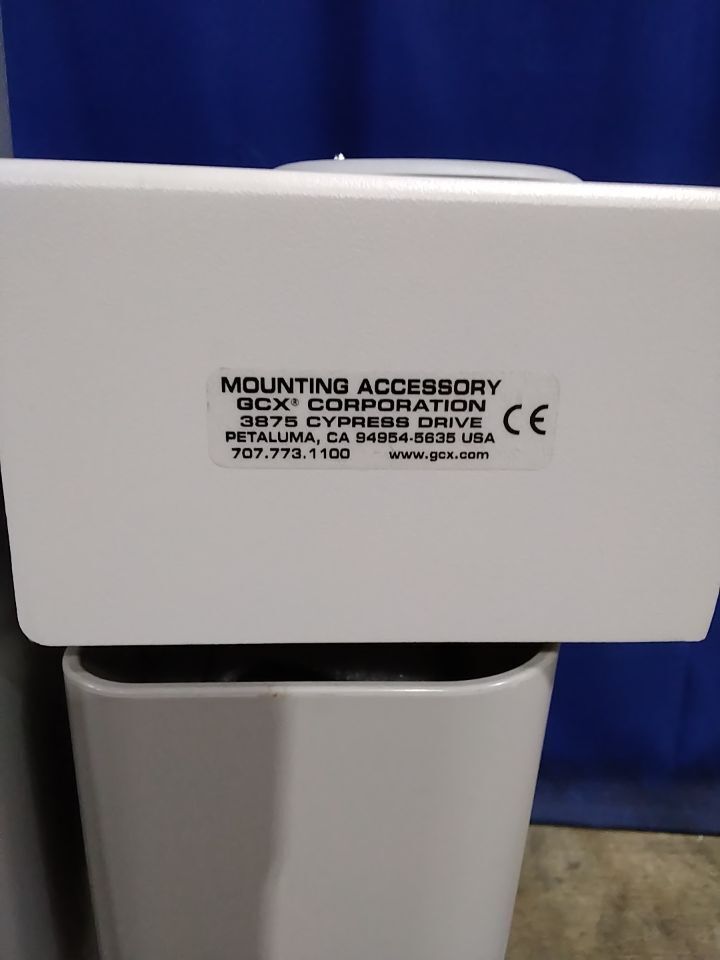 MOUNTING ACCESSORY
GCX® CORPORATION
3875 CYPRESS DRIVE
PETALUMA, CA 94954-5635 USA
707.773.1100 www.gcx.com
CE